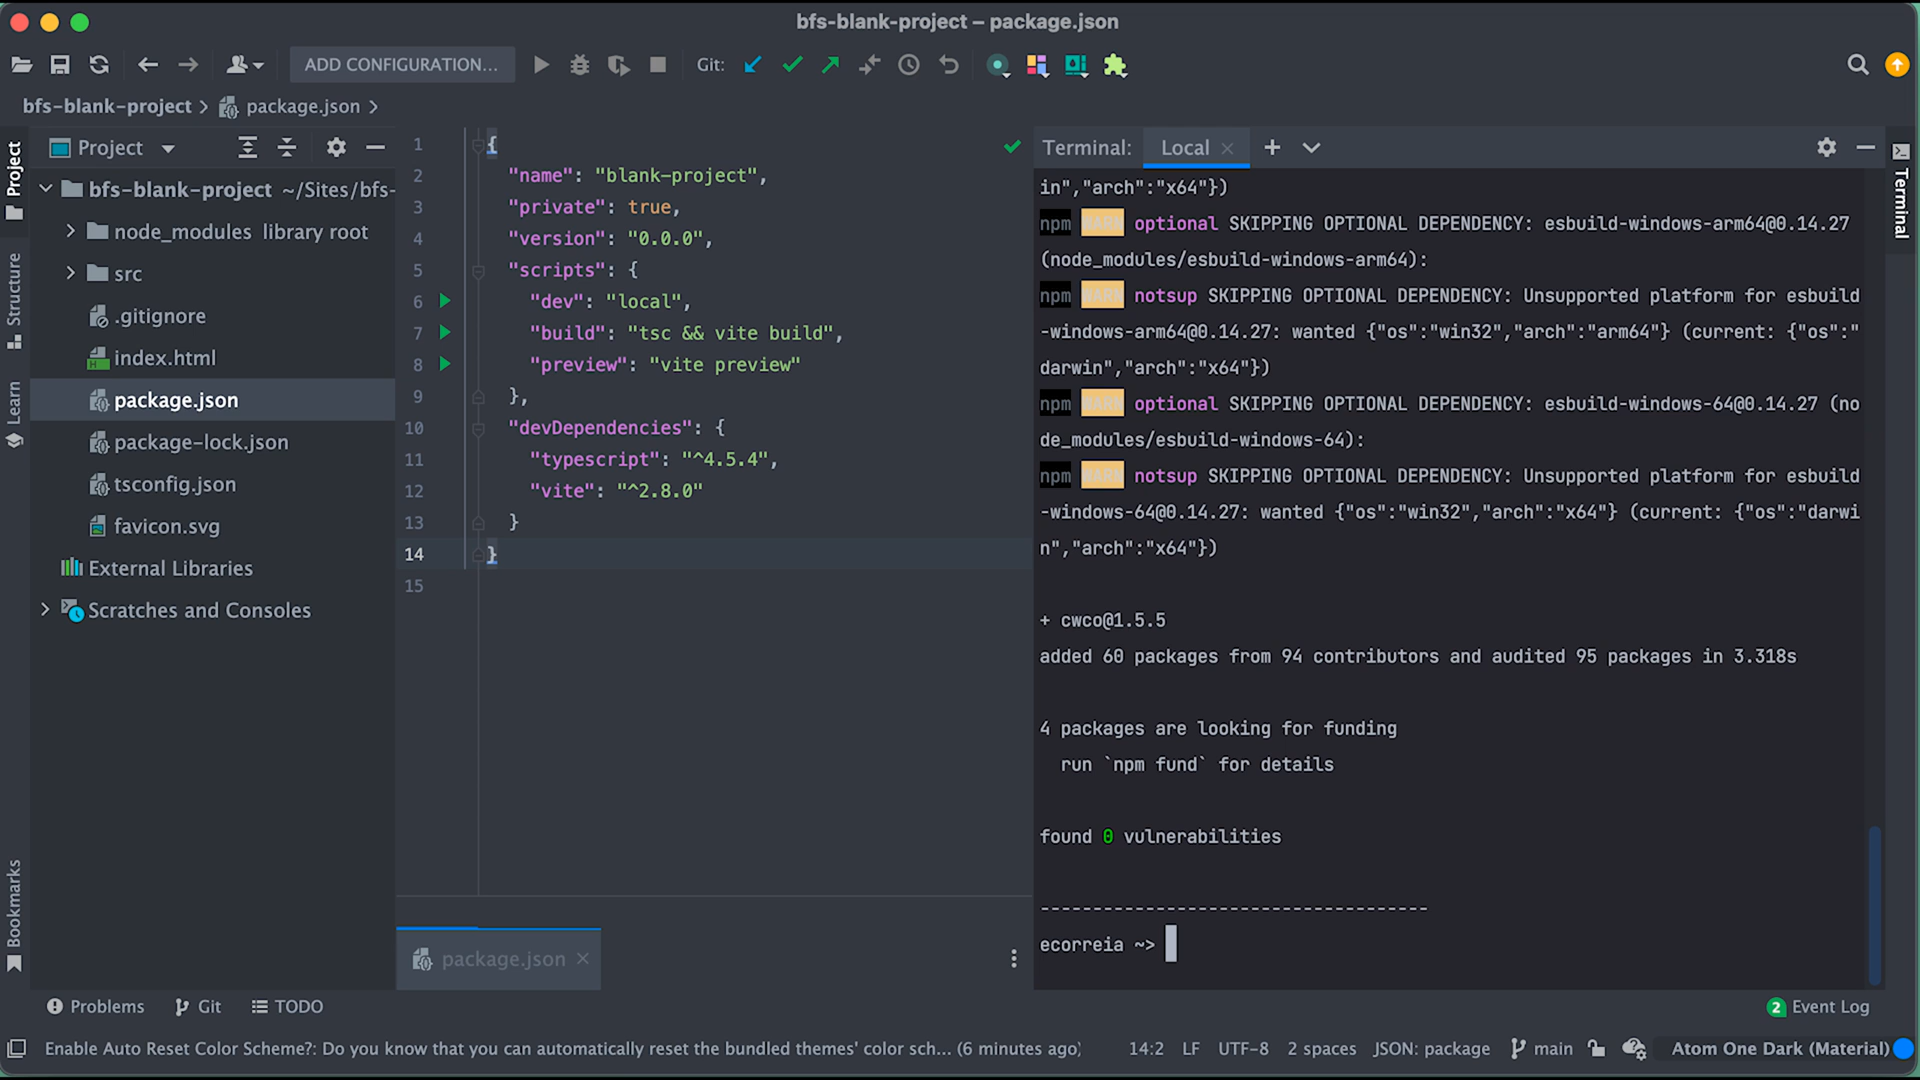 bfs-blank-project – package.json
ADD CONFIGURATION...
Git:
bfs-blank-project
package.json
Project
bfs-blank-project ~/Sites/bfs-
node_modules library root
src
.gitignore
index.html
package.json
package-lock.json
tsconfig.json
favicon.svg
External Libraries
Scratches and Consoles
Project
Structure
Learn
Bookmarks
1 {
2 "name": "blank-project",
3 "private": true,
4 "version": "0.0.0",
5 "scripts": {
6 "dev": "local",
7 "build": "tsc && vite build",
8 "preview": "vite preview"
9 },
10 "devDependencies": {
11 "typescript": "^4.5.4",
12 "vite": "^2.8.0"
13 }
14 }
15
package.json
Terminal:
Local
Terminal
in","arch":"x64"})
npm WARN optional SKIPPING OPTIONAL DEPENDENCY: esbuild-windows-arm64@0.14.27
(node_modules/esbuild-windows-arm64):
npm WARN notsup SKIPPING OPTIONAL DEPENDENCY: Unsupported platform for esbuild
-windows-arm64@0.14.27: wanted {"os":"win32","arch":"arm64"} (current: {"os":"
darwin","arch":"x64"})
npm WARN optional SKIPPING OPTIONAL DEPENDENCY: esbuild-windows-64@0.14.27 (no
de_modules/esbuild-windows-64):
npm WARN notsup SKIPPING OPTIONAL DEPENDENCY: Unsupported platform for esbuild
-windows-64@0.14.27: wanted {"os":"win32","arch":"x64"} (current: {"os":"darwi
n","arch":"x64"})
+ cwco@1.5.5
added 60 packages from 94 contributors and audited 95 packages in 3.318s
4 packages are looking for funding
run `npm fund` for details
found 0 vulnerabilities
-------------------------------------
ecorreia ~>
Problems
Git
TODO
2 Event Log
Enable Auto Reset Color Scheme?: Do you know that you can automatically reset the bundled themes' color sch... (6 minutes ago)
14:2
LF
UTF-8
2 spaces
JSON: package
main
Atom One Dark (Material)